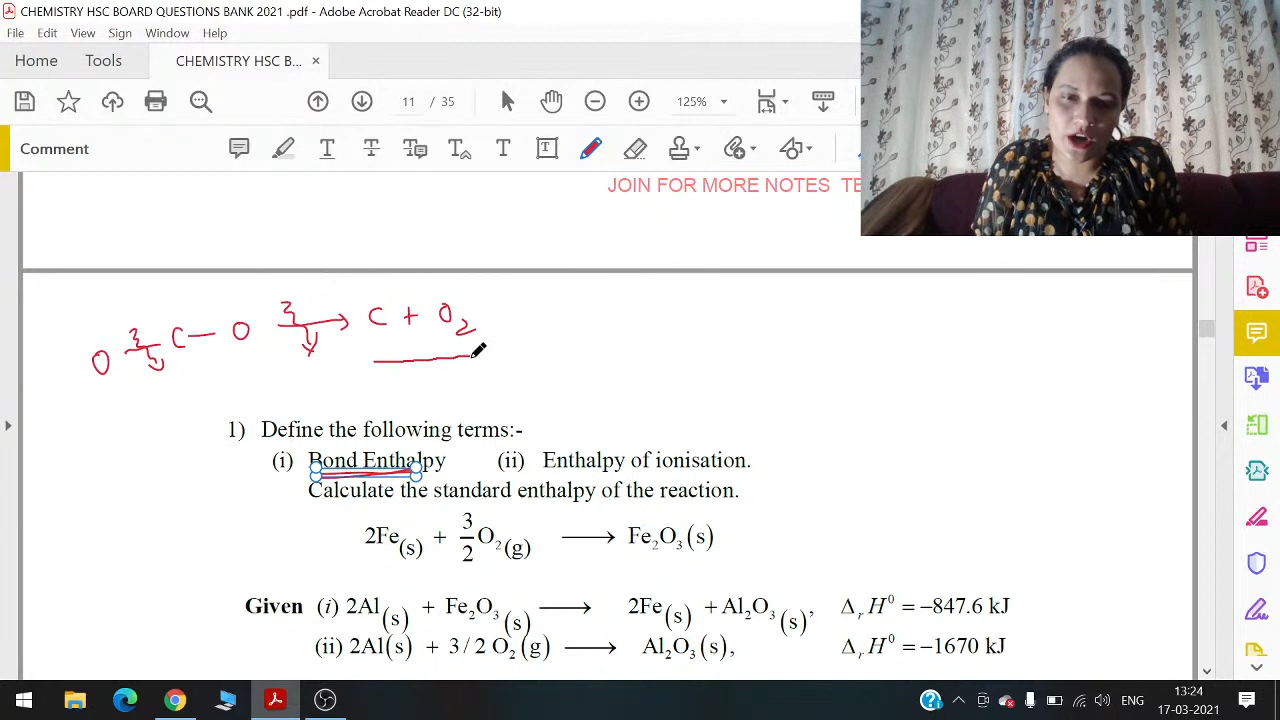 CHEMISTRY HSC BOARD QUESTIONS BANK 2021 .pdf - Adobe Acrobat Reader DC (32-bit)
File Edit View Sign Window Help
Home Tools CHEMISTRY HSC B... ×
11 / 35 125%
Comment
JOIN FOR MORE NOTES TE
O C — O → C + O2
1) Define the following terms:-
(i) Bond Enthalpy (ii) Enthalpy of ionisation.
Calculate the standard enthalpy of the reaction.
2Fe(s) + 3/2 O2(g) ⟶ Fe2O3(s)
Given (i) 2Al(s) + Fe2O3(s) ⟶ 2Fe(s) + Al2O3(s), ΔrH⁰ = −847.6 kJ
(ii) 2Al(s) + 3/2 O2(g) ⟶ Al2O3(s), ΔrH⁰ = −1670 kJ
ENG 13:24
17-03-2021